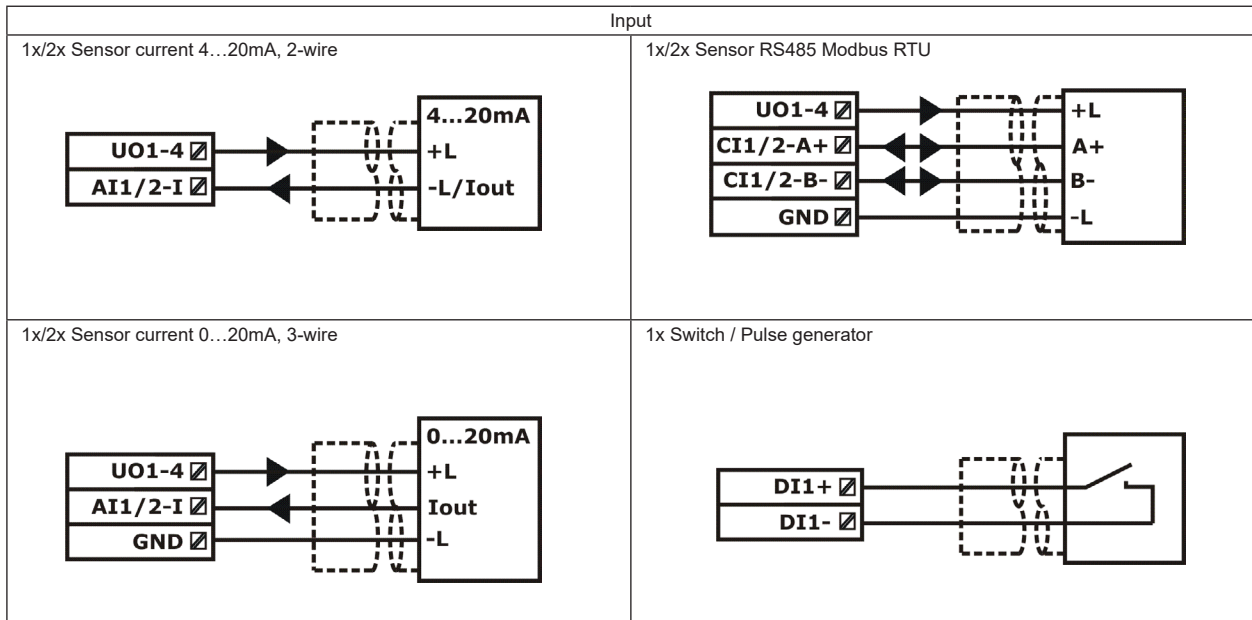 Input
1x/2x Sensor current 4…20mA, 2-wire
UO1-4
AI1/2-I
4...20mA
+L
-L/Iout
1x/2x Sensor RS485 Modbus RTU
UO1-4
CI1/2-A+
CI1/2-B-
GND
+L
A+
B-
-L
1x/2x Sensor current 0…20mA, 3-wire
UO1-4
AI1/2-I
GND
0...20mA
+L
Iout
-L
1x Switch / Pulse generator
DI1+
DI1-